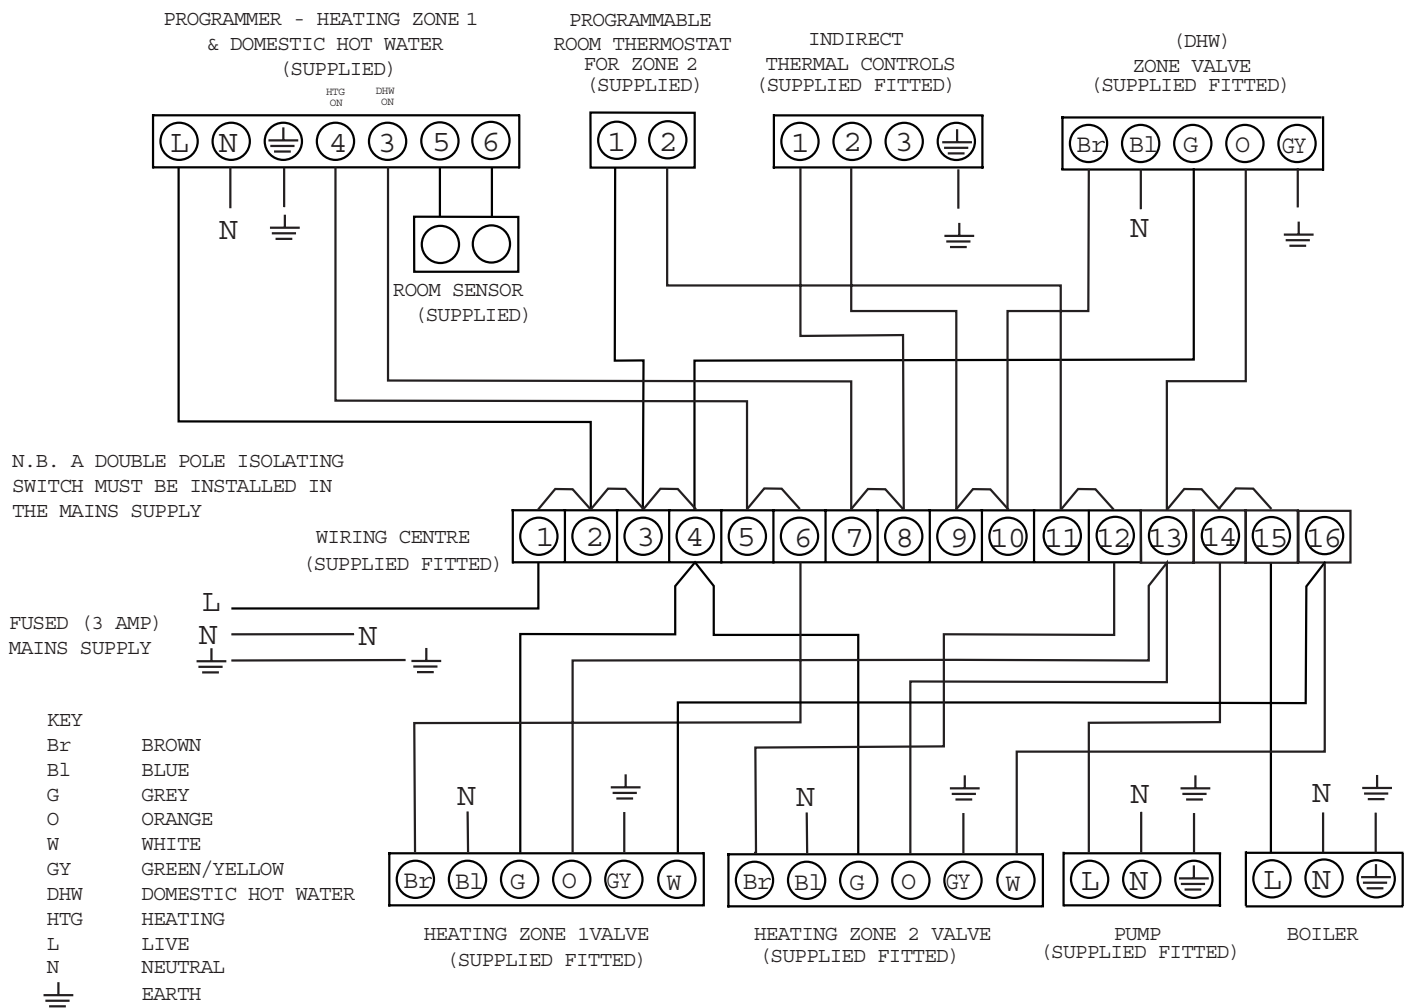 PROGRAMMER - HEATING ZONE 1
& DOMESTIC HOT WATER
(SUPPLIED)
HTG
ON
DHW
ON
L N 4 3 5 6
ROOM SENSOR
(SUPPLIED)
PROGRAMMABLE
ROOM THERMOSTAT
FOR ZONE 2
(SUPPLIED)
1 2
INDIRECT
THERMAL CONTROLS
(SUPPLIED FITTED)
1 2 3
(DHW)
ZONE VALVE
(SUPPLIED FITTED)
Br Bl G O GY
N
N
N.B. A DOUBLE POLE ISOLATING
SWITCH MUST BE INSTALLED IN
THE MAINS SUPPLY
WIRING CENTRE
(SUPPLIED FITTED)
1 2 3 4 5 6 7 8 9 10 11 12 13 14 15 16
FUSED (3 AMP)
MAINS SUPPLY
L
N N
KEY
Br BROWN
Bl BLUE
G GREY
O ORANGE
W WHITE
GY GREEN/YELLOW
DHW DOMESTIC HOT WATER
HTG HEATING
L LIVE
N NEUTRAL
EARTH
N
Br Bl G O GY W
HEATING ZONE 1VALVE
(SUPPLIED FITTED)
N
Br Bl G O GY W
HEATING ZONE 2 VALVE
(SUPPLIED FITTED)
N
L N
PUMP
(SUPPLIED FITTED)
N
L N
BOILER